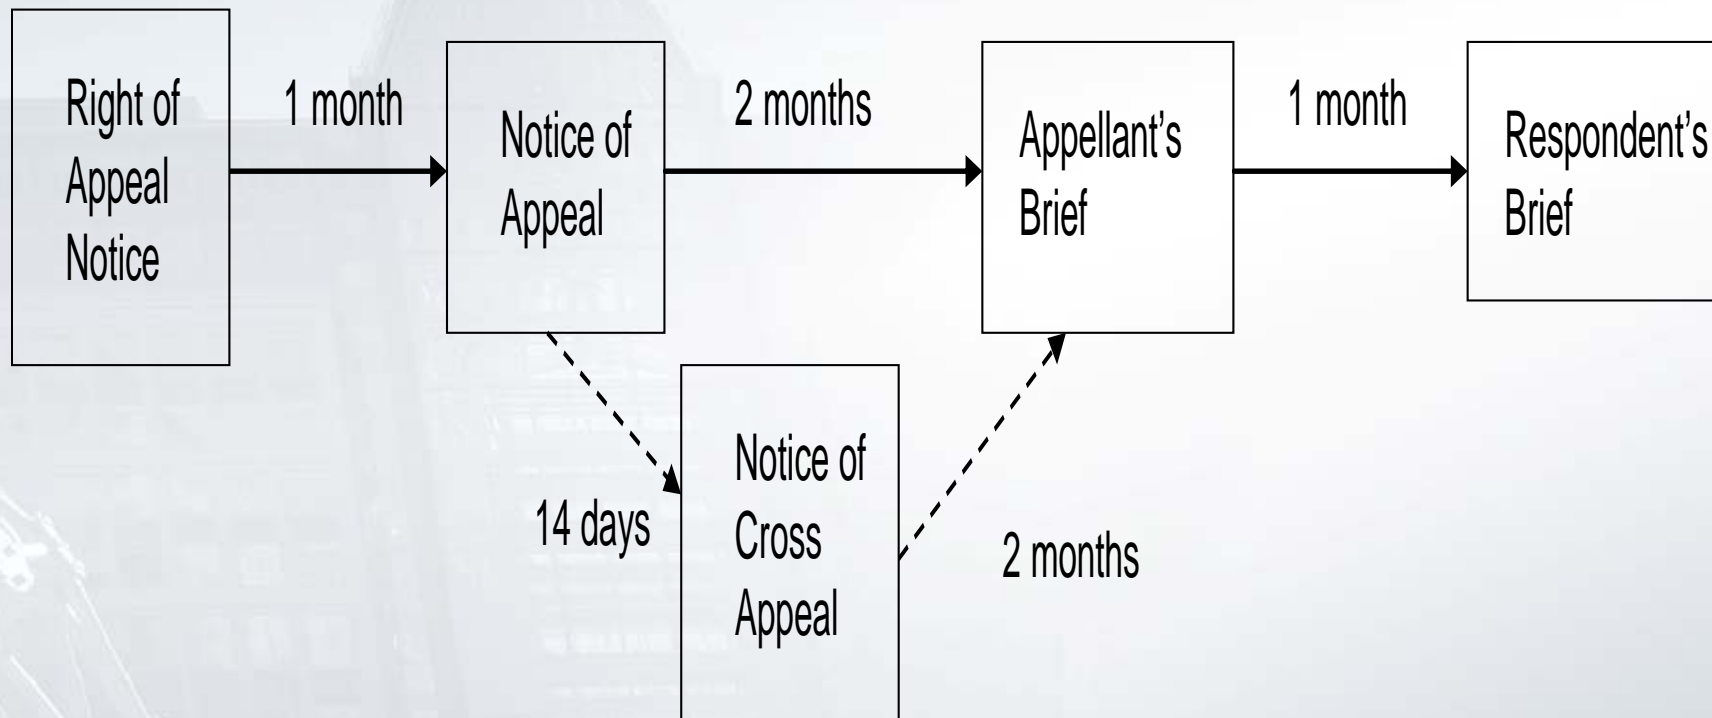 Right of
Appeal
Notice
1 month
Notice of
Appeal
2 months
Appellant’s
Brief
1 month
Respondent’s
Brief
14 days
Notice of
Cross
Appeal
2 months